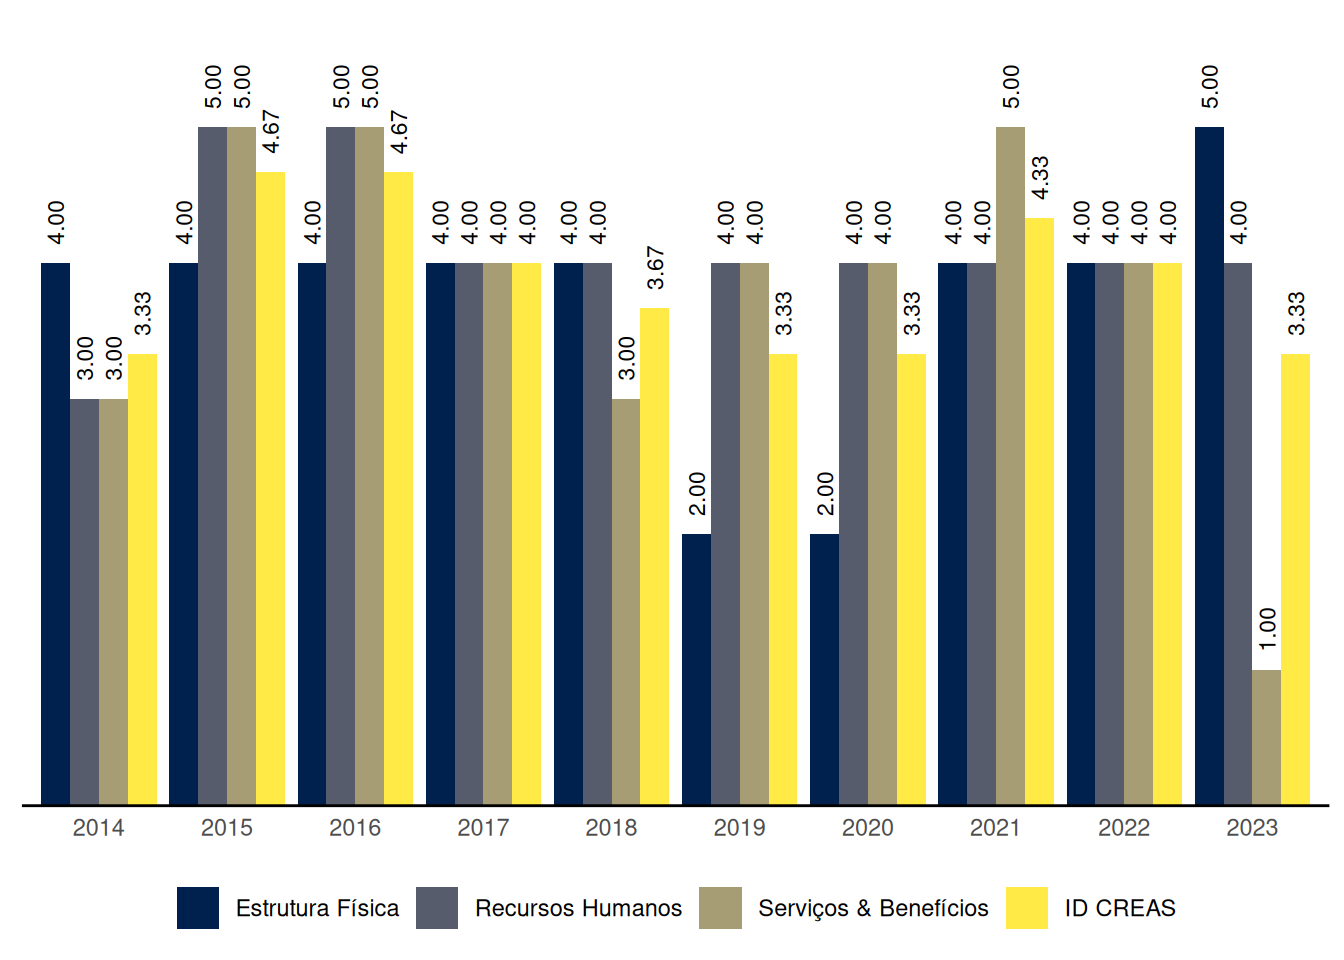 4.00 3.00 3.00 3.33
4.00 5.00 5.00 4.67
4.00 5.00 5.00 4.67
4.00 4.00 4.00 4.00
4.00 4.00 3.00 3.67
2.00 4.00 4.00 3.33
2.00 4.00 4.00 3.33
4.00 4.00 5.00 4.33
4.00 4.00 4.00 4.00
5.00 4.00 1.00 3.33
2014 2015 2016 2017 2018 2019 2020 2021 2022 2023
Estrutura Física Recursos Humanos Serviços & Benefícios ID CREAS